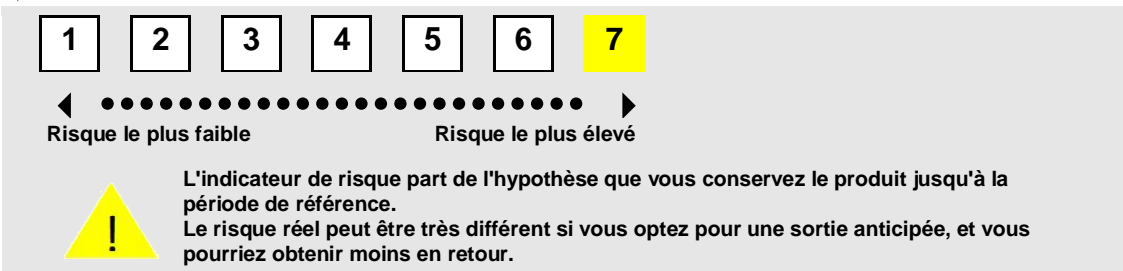 1 2 3 4 5 6 7
Risque le plus faible Risque le plus élevé
L'indicateur de risque part de l'hypothèse que vous conservez le produit jusqu'à la
période de référence.
!
Le risque réel peut être très différent si vous optez pour une sortie anticipée, et vous
pourriez obtenir moins en retour.